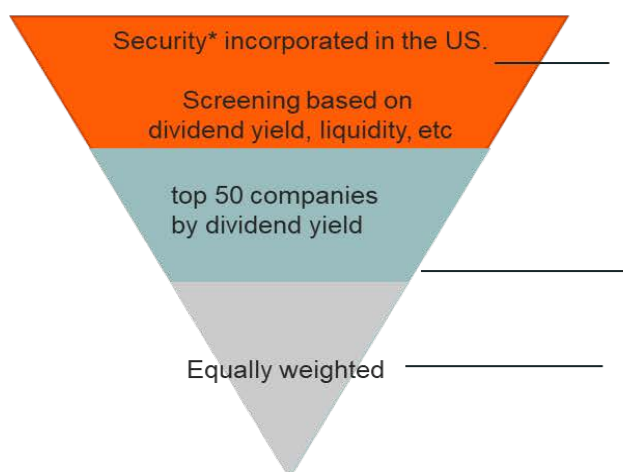 Security* incorporated in the US.
Screening based on
dividend yield, liquidity, etc
top 50 companies
by dividend yield
Equally weighted